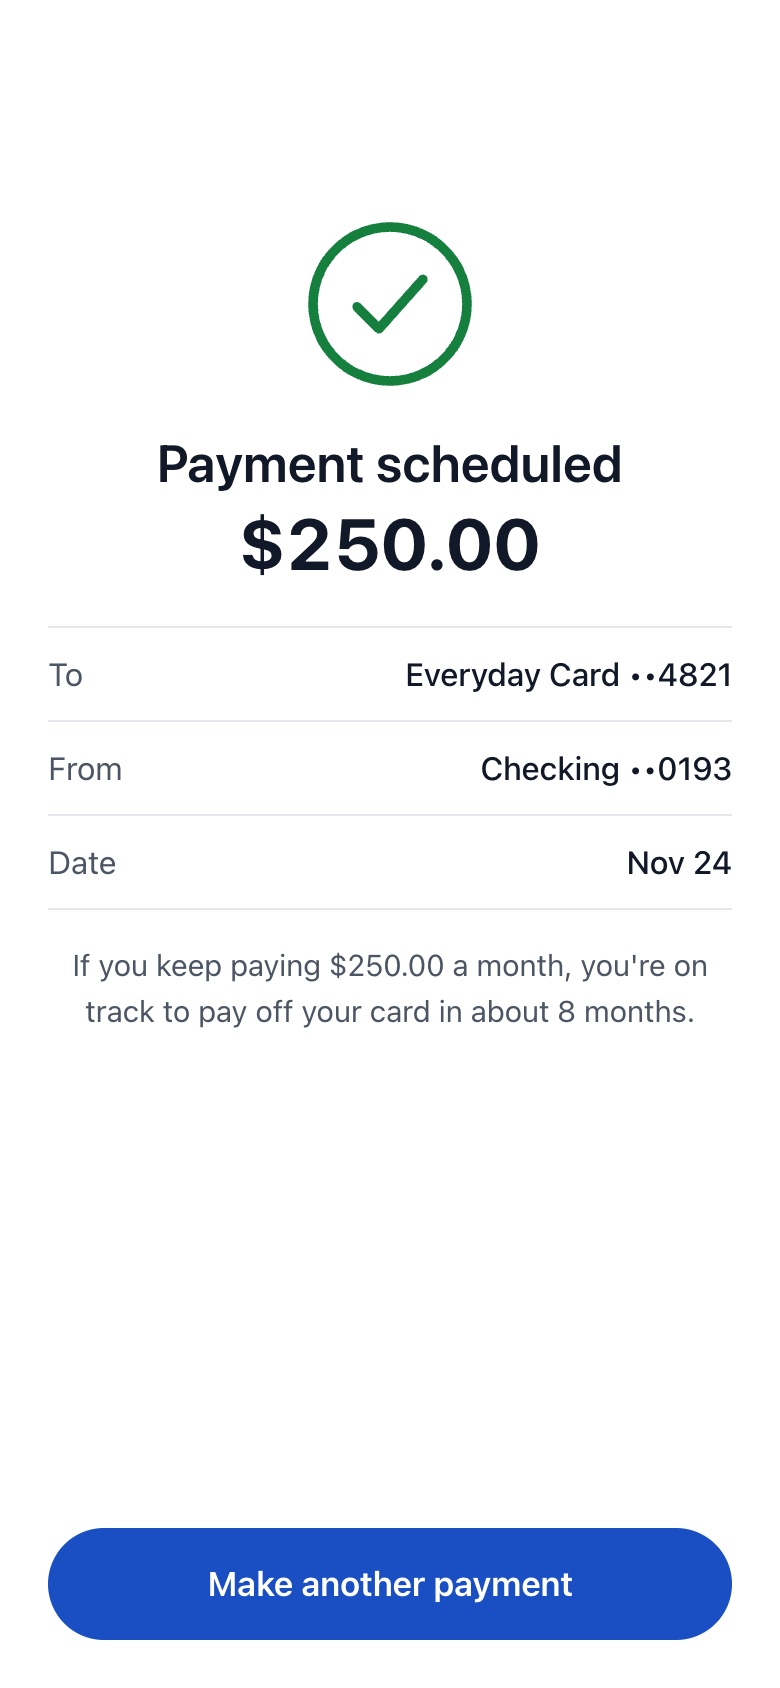 Payment scheduled
$250.00
To Everyday Card ••4821
From Checking ••0193
Date Nov 24
If you keep paying $250.00 a month, you're on
track to pay off your card in about 8 months.
Make another payment